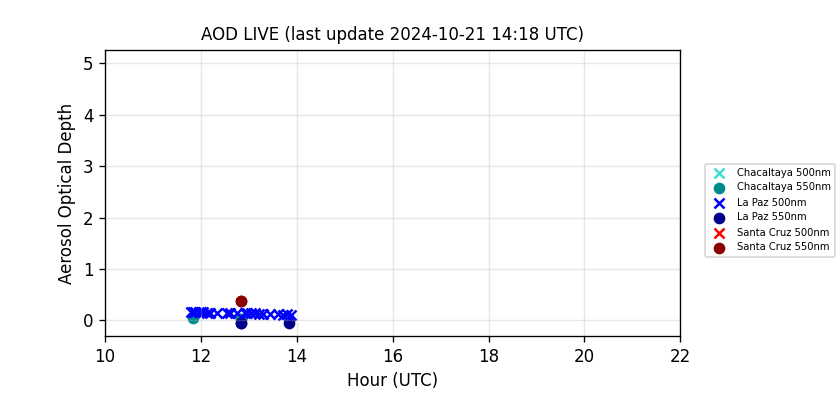 AOD LIVE (last update 2024-10-21 14:18 UTC)
Aerosol Optical Depth
5
4
3
2
1
0
10 12 14 16 18 20 22
Hour (UTC)
Chacaltaya 500nm
Chacaltaya 550nm
La Paz 500nm
La Paz 550nm
Santa Cruz 500nm
Santa Cruz 550nm